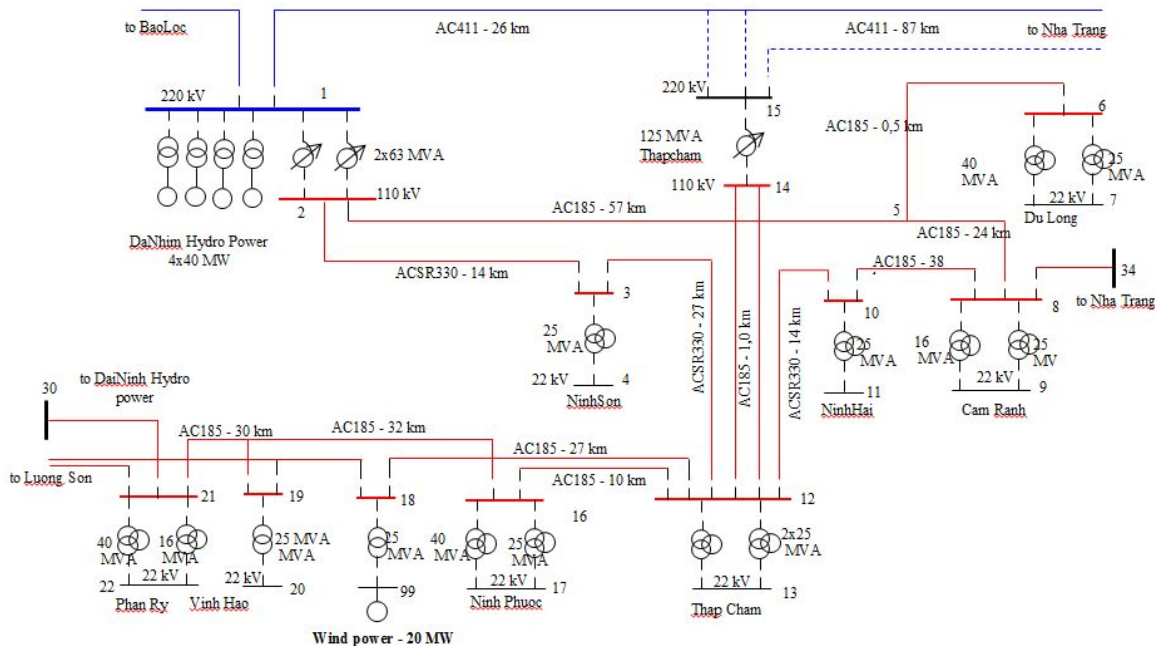 to BaoLoc
AC411 - 26 km
AC411 - 87 km
to Nha Trang
220 kV
1
220 kV
15
AC185 - 0,5 km
6
2x63 MVA
125 MVA
Thapcham
40
MVA
25
MVA
110 kV
2
110 kV
14
22 kV
7
Du Long
AC185 - 57 km
5
AC185 - 24 km
DaNhim Hydro Power
4x40 MW
ACSR330 - 14 km
AC185 - 38
34
to Nha Trang
3
10
8
ACSR330 - 27 km
AC185 - 1,0 km
ACSR330 - 14 km
25
MVA
25
MVA
16
MVA
25
MV
22 kV
4
NinhSon
11
NinhHai
22 kV
9
Cam Ranh
30
to DaiNinh Hydro
power
AC185 - 30 km
AC185 - 32 km
AC185 - 27 km
AC185 - 10 km
to Luong Son
21
19
18
16
12
40
MVA
16
MVA
25 MVA
MVA
25
MVA
40
MVA
25
MVA
2x25
MVA
22
22 kV
22 kV
20
99
22 kV
17
22 kV
13
Phan Ry
Vinh Hao
Ninh Phuoc
Thap Cham
Wind power - 20 MW